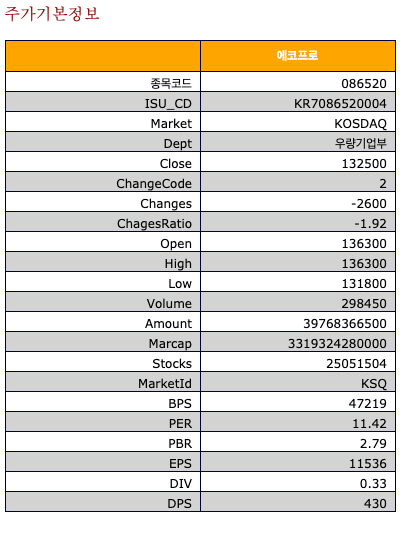 주가기본정보
에코프로
종목코드 086520
ISU_CD KR7086520004
Market KOSDAQ
Dept 우량기업부
Close 132500
ChangeCode 2
Changes -2600
ChagesRatio -1.92
Open 136300
High 136300
Low 131800
Volume 298450
Amount 39768366500
Marcap 3319324280000
Stocks 25051504
MarketId KSQ
BPS 47219
PER 11.42
PBR 2.79
EPS 11536
DIV 0.33
DPS 430